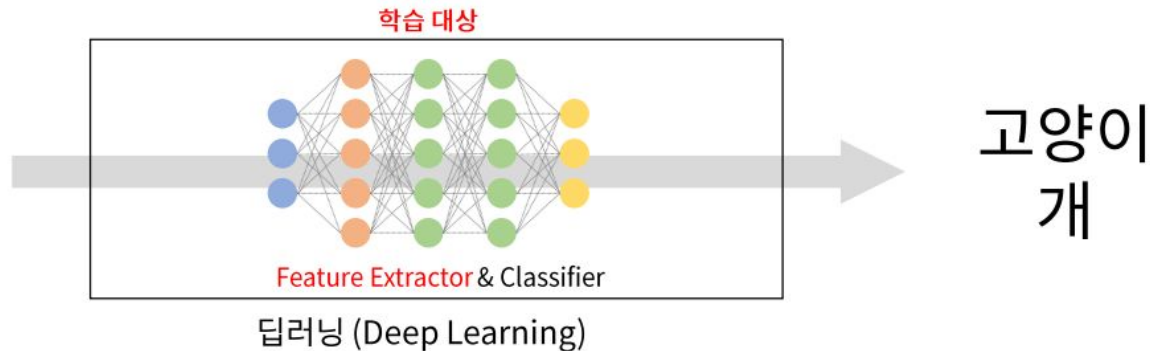 학습 대상
고양이
개
Feature Extractor & Classifier
딥러닝 (Deep Learning)